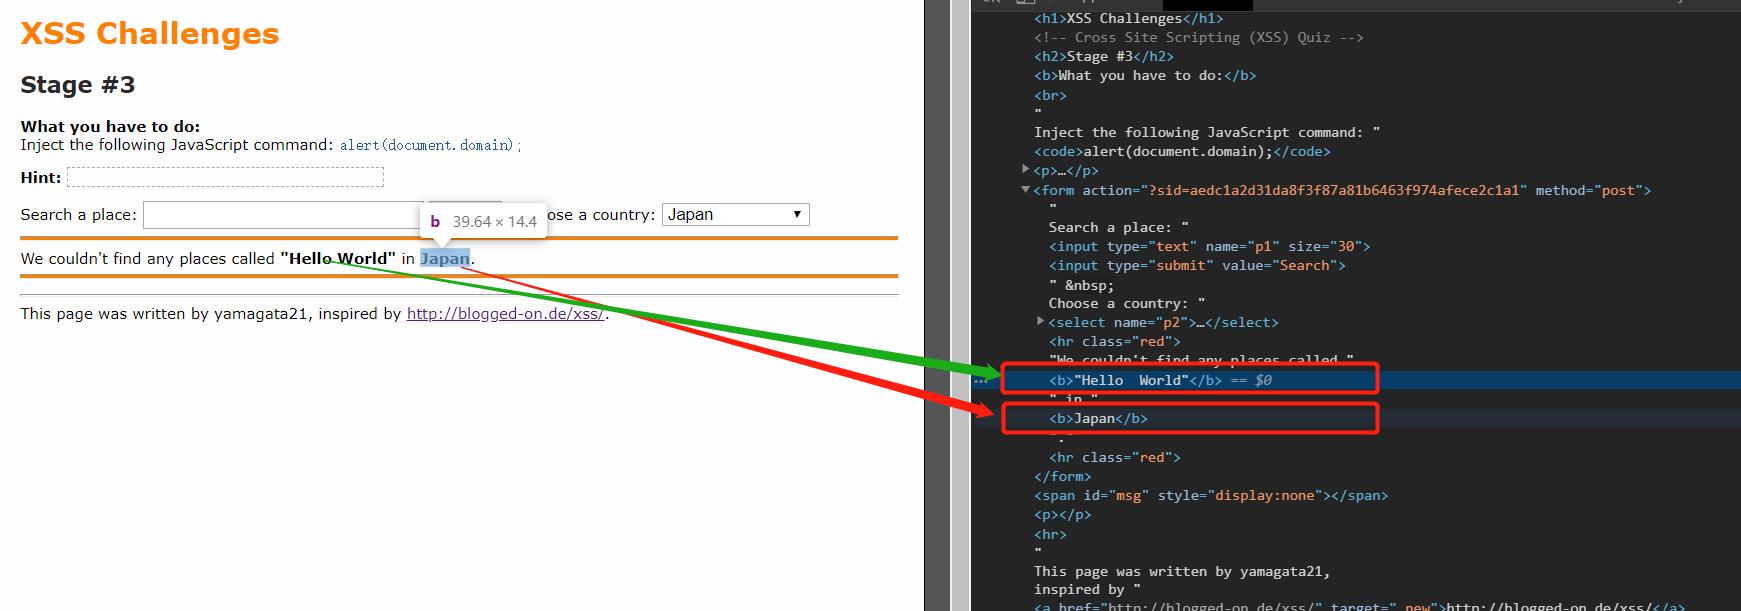 XSS Challenges
Stage #3
What you have to do:
Inject the following JavaScript command: alert(document.domain);
Hint:
Search a place: ose a country: Japan
b 39.64 × 14.4
We couldn't find any places called "Hello World" in Japan.
This page was written by yamagata21, inspired by http://blogged-on.de/xss/.
<h1>XSS Challenges</h1>
<!-- Cross Site Scripting (XSS) Quiz -->
<h2>Stage #3</h2>
<b>What you have to do:</b>
<br>
"
Inject the following JavaScript command: "
<code>alert(document.domain);</code>
<p>…</p>
<form action="?sid=aedc1a2d31da8f3f87a81b6463f974afece2c1a1" method="post">
"
Search a place: "
<input type="text" name="p1" size="30">
<input type="submit" value="Search">
" &nbsp;
Choose a country: "
<select name="p2">…</select>
<hr class="red">
"We couldn't find any places called "
<b>"Hello  World"</b> == $0
" in "
<b>Japan</b>
"."
<hr class="red">
</form>
<span id="msg" style="display:none"></span>
<p></p>
<hr>
"
This page was written by yamagata21,
inspired by "
<a href="http://blogged-on.de/xss/" target="_new">http://blogged-on.de/xss/</a>